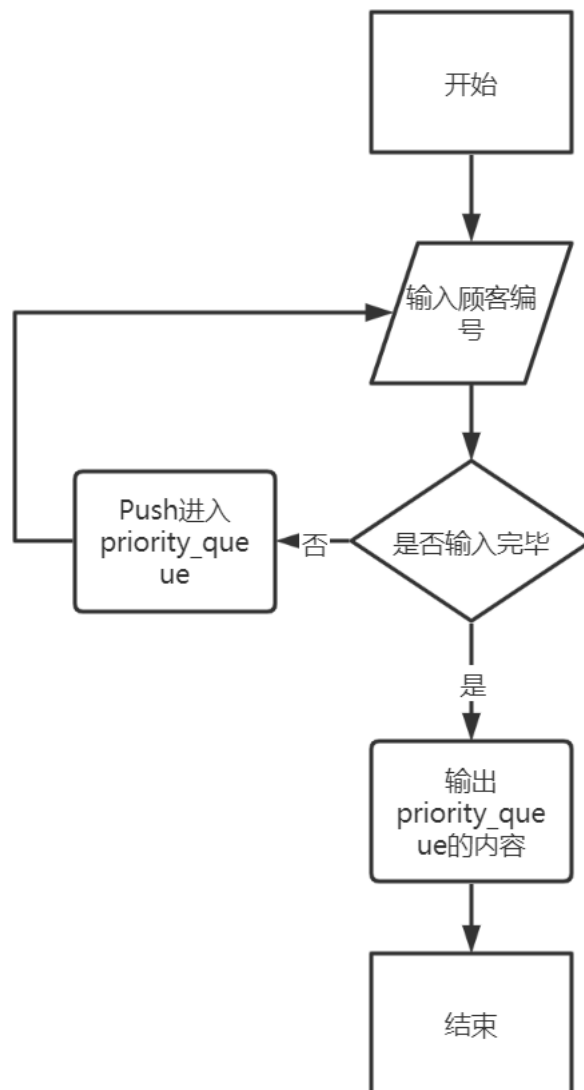 开始
输入顾客编
号
Push进入
priority_que
ue
否
是否输入完毕
是
输出
priority_que
ue的内容
结束